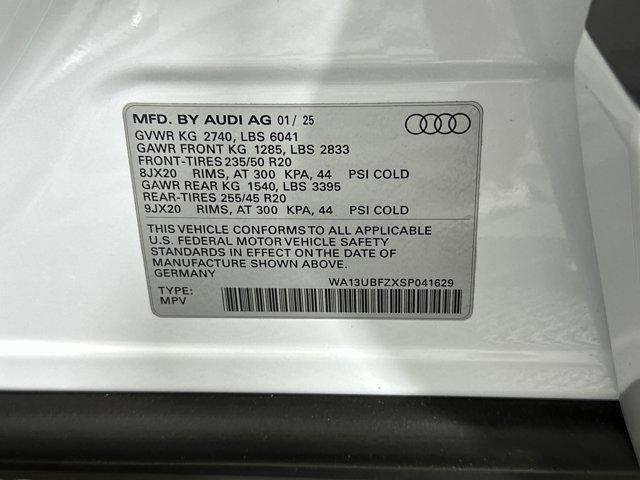 MFD. BY AUDI AG 01/ 25
GVWR KG 2740, LBS 6041
GAWR FRONT KG 1285, LBS 2833
FRONT-TIRES 235/50 R20
8JX20 RIMS, AT 300 KPA, 44 PSI COLD
GAWR REAR KG 1540, LBS 3395
REAR-TIRES 255/45 R20
9JX20 RIMS, AT 300 KPA, 44 PSI COLD
THIS VEHICLE CONFORMS TO ALL APPLICABLE
U.S. FEDERAL MOTOR VEHICLE SAFETY
STANDARDS IN EFFECT ON THE DATE OF
MANUFACTURE SHOWN ABOVE.
GERMANY WA13UBFZXSP041629
TYPE:
MPV